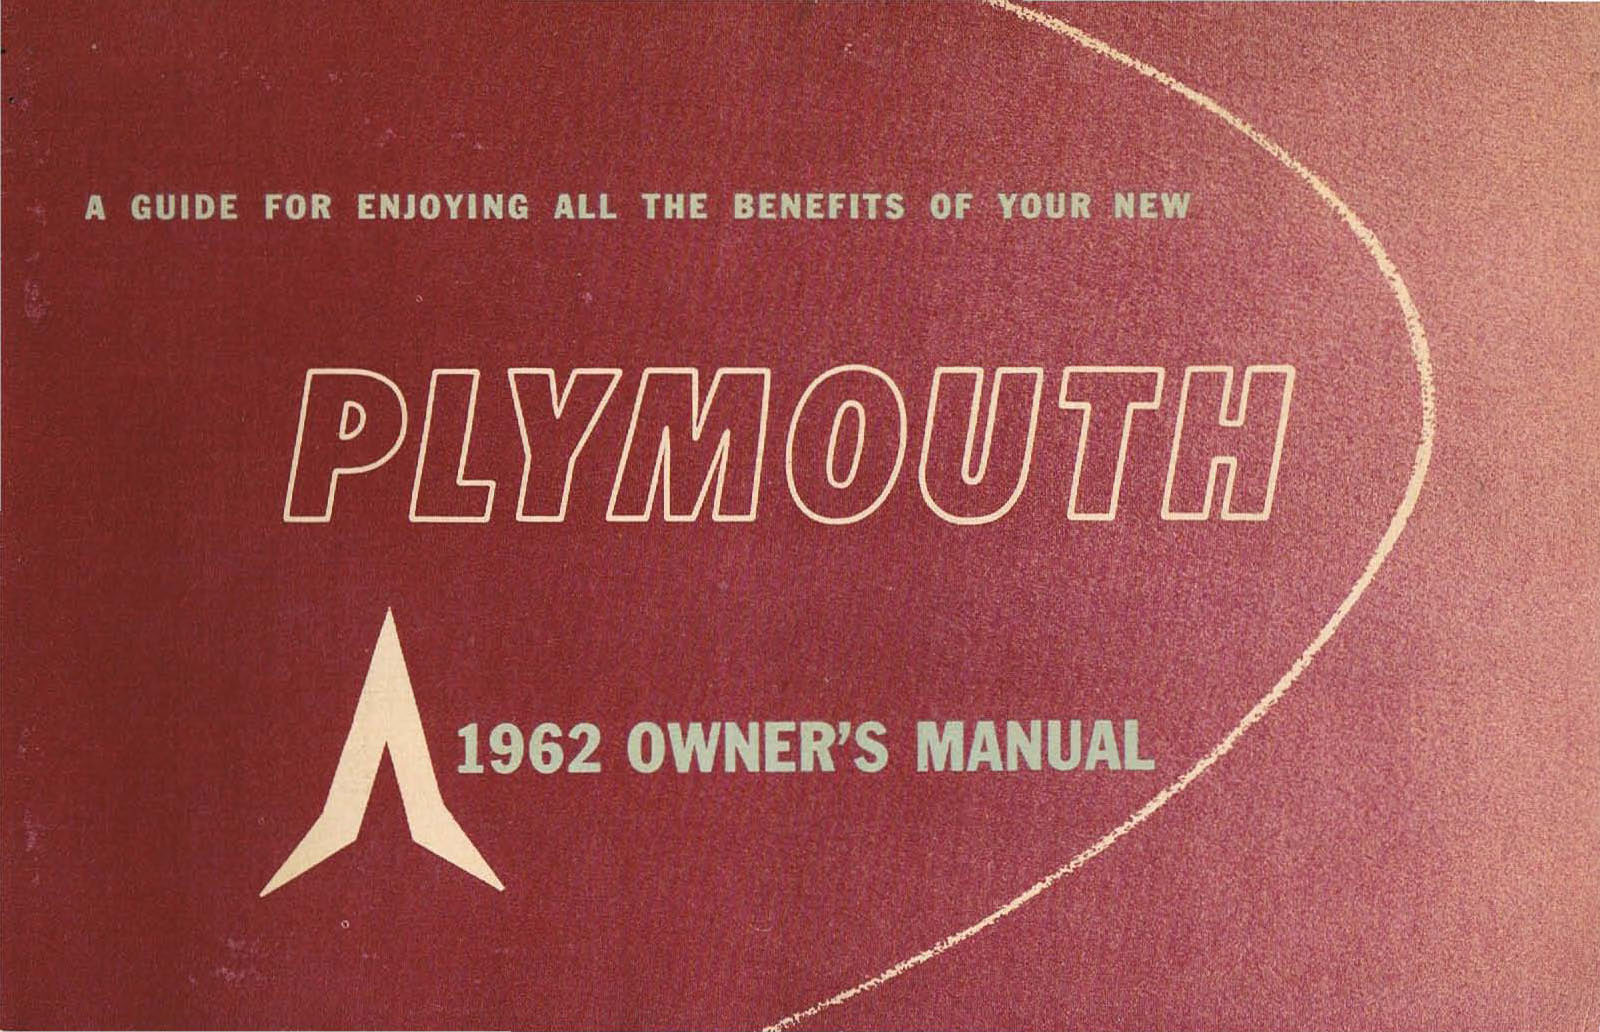 A GUIDE FOR ENJOYING ALL THE BENEFITS OF YOUR NEW
PLYMOUTH
1962 OWNER'S MANUAL